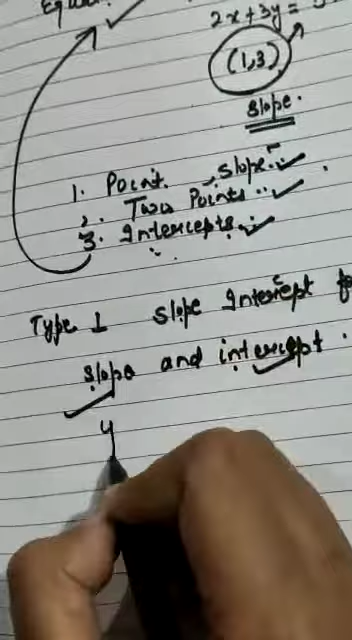 2x+3y=
(1,3)
slope.
1. Point, slope.
2. Two Points
3. Intercepts.
Type 1 Slope Intercept
slope and intercept.
y